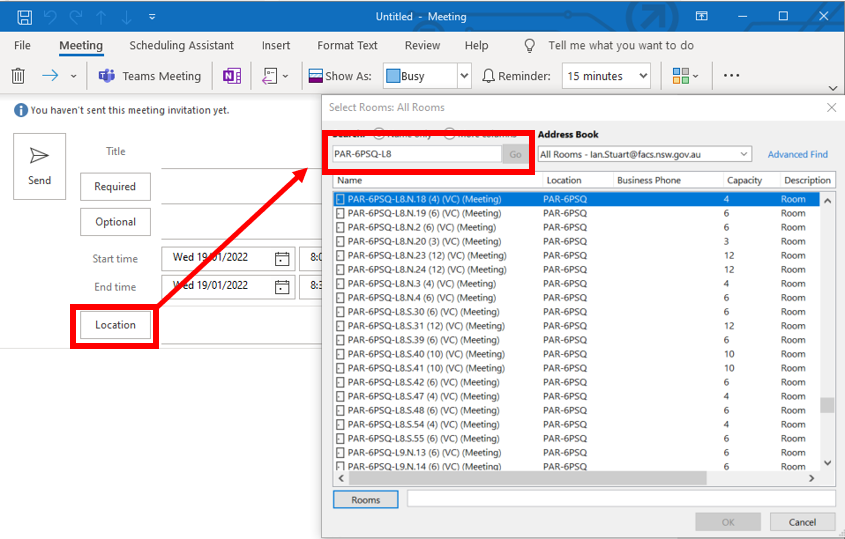 Untitled - Meeting
File Meeting Scheduling Assistant Insert Format Text Review Help Tell me what you want to do
Teams Meeting Show As: Busy Reminder: 15 minutes
You haven't sent this meeting invitation yet.
Send
Title
Required
Optional
Start time Wed 19/01/2022
End time Wed 19/01/2022
Location
Select Rooms: All Rooms
Address Book
PAR-6PSQ-L8 Go All Rooms - Ian.Stuart@facs.nsw.gov.au Advanced Find
Name Location Business Phone Capacity Description
PAR-6PSQ-L8.N.18 (4) (VC) (Meeting) PAR-6PSQ 4 Room
PAR-6PSQ-L8.N.19 (6) (VC) (Meeting) PAR-6PSQ 6 Room
PAR-6PSQ-L8.N.2 (6) (VC) (Meeting) PAR-6PSQ 6 Room
PAR-6PSQ-L8.N.20 (3) (VC) (Meeting) PAR-6PSQ 3 Room
PAR-6PSQ-L8.N.23 (12) (VC) (Meeting) PAR-6PSQ 12 Room
PAR-6PSQ-L8.N.24 (12) (VC) (Meeting) PAR-6PSQ 12 Room
PAR-6PSQ-L8.N.3 (4) (VC) (Meeting) PAR-6PSQ 4 Room
PAR-6PSQ-L8.N.4 (6) (VC) (Meeting) PAR-6PSQ 6 Room
PAR-6PSQ-L8.S.30 (6) (VC) (Meeting) PAR-6PSQ 6 Room
PAR-6PSQ-L8.S.31 (12) (VC) (Meeting) PAR-6PSQ 12 Room
PAR-6PSQ-L8.S.39 (6) (VC) (Meeting) PAR-6PSQ 6 Room
PAR-6PSQ-L8.S.40 (10) (VC) (Meeting) PAR-6PSQ 10 Room
PAR-6PSQ-L8.S.41 (10) (VC) (Meeting) PAR-6PSQ 10 Room
PAR-6PSQ-L8.S.42 (6) (VC) (Meeting) PAR-6PSQ 6 Room
PAR-6PSQ-L8.S.47 (4) (VC) (Meeting) PAR-6PSQ 4 Room
PAR-6PSQ-L8.S.48 (6) (VC) (Meeting) PAR-6PSQ 6 Room
PAR-6PSQ-L8.S.54 (4) (VC) (Meeting) PAR-6PSQ 4 Room
PAR-6PSQ-L8.S.55 (6) (VC) (Meeting) PAR-6PSQ 6 Room
PAR-6PSQ-L9.N.13 (6) (VC) (Meeting) PAR-6PSQ 6 Room
PAR-6PSQ-L9.N.14 (6) (VC) (Meeting) PAR-6PSQ 6 Room
Rooms
OK Cancel